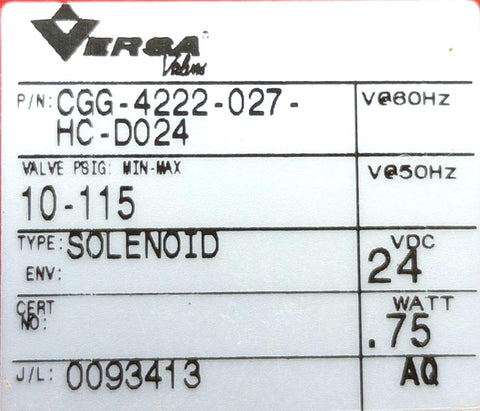 VERSA®
Valves
P/N: CGG-4222-027-
HC-D024
V@60Hz
VALVE PSIG: MIN-MAX
10-115
V@50Hz
TYPE: SOLENOID
ENV:
VDC
24
CERT
NO:
WATT
.75
J/L: 0093413
AQ